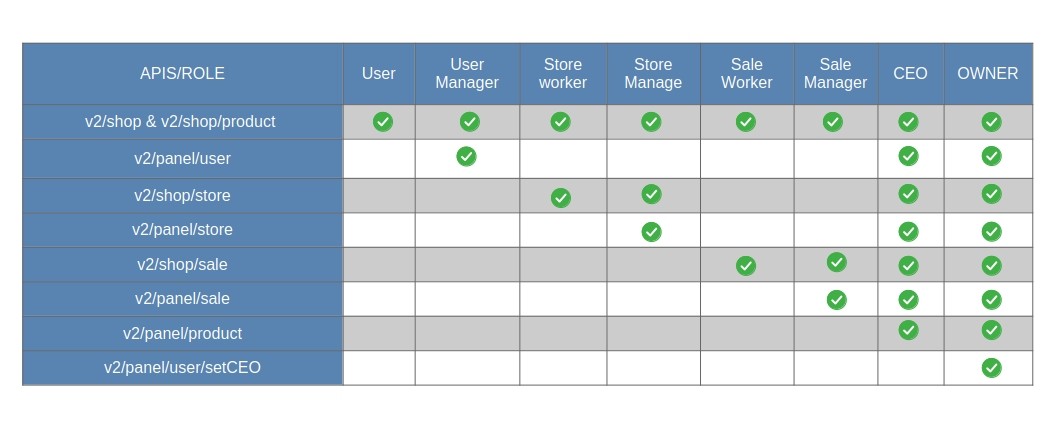 APIS/ROLE
User
User
Manager
Store
worker
Store
Manage
Sale
Worker
Sale
Manager
CEO
OWNER
v2/shop & v2/shop/product
v2/panel/user
v2/shop/store
v2/panel/store
v2/shop/sale
v2/panel/sale
v2/panel/product
v2/panel/user/setCEO